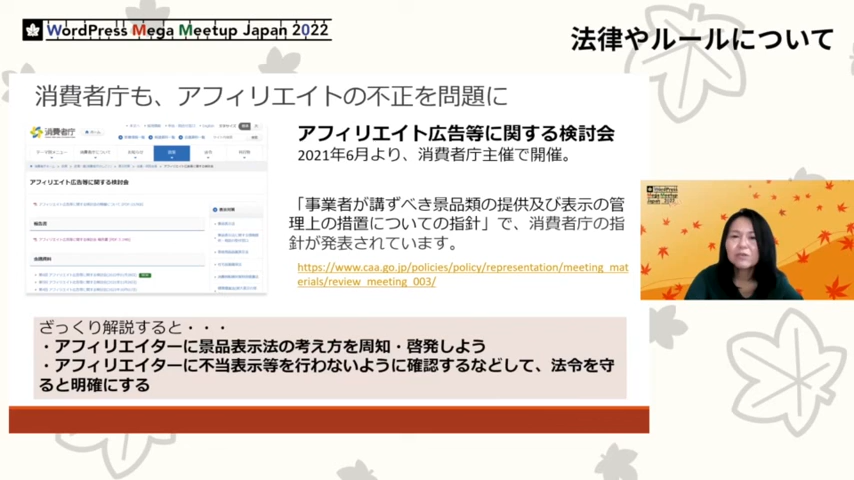 WordPress Mega Meetup Japan 2022
法律やルールについて
消費者庁も、アフィリエイトの不正を問題に
消費者庁
アフィリエイト広告等に関する検討会
アフィリエイト広告等に関する検討会
2021年6月より、消費者庁主催で開催。
「事業者が講ずべき景品類の提供及び表示の管
理上の措置についての指針」で、消費者庁の指
針が発表されています。
https://www.caa.go.jp/policies/policy/representation/meeting_mat
erials/review_meeting_003/
ざっくり解説すると・・・
・アフィリエイターに景品表示法の考え方を周知・啓発しよう
・アフィリエイターに不当表示等を行わないように確認するなどして、法令を守
ると明確にする
WordPress
Mega Meetup
Japan 2022